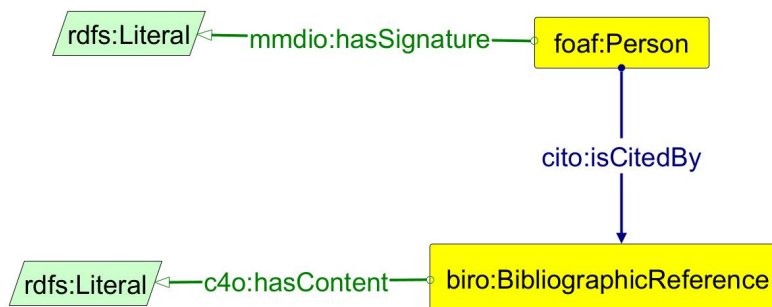 rdfs:Literal
mmdio:hasSignature
foaf:Person
cito:isCitedBy
rdfs:Literal
c4o:hasContent
biro:BibliographicReference